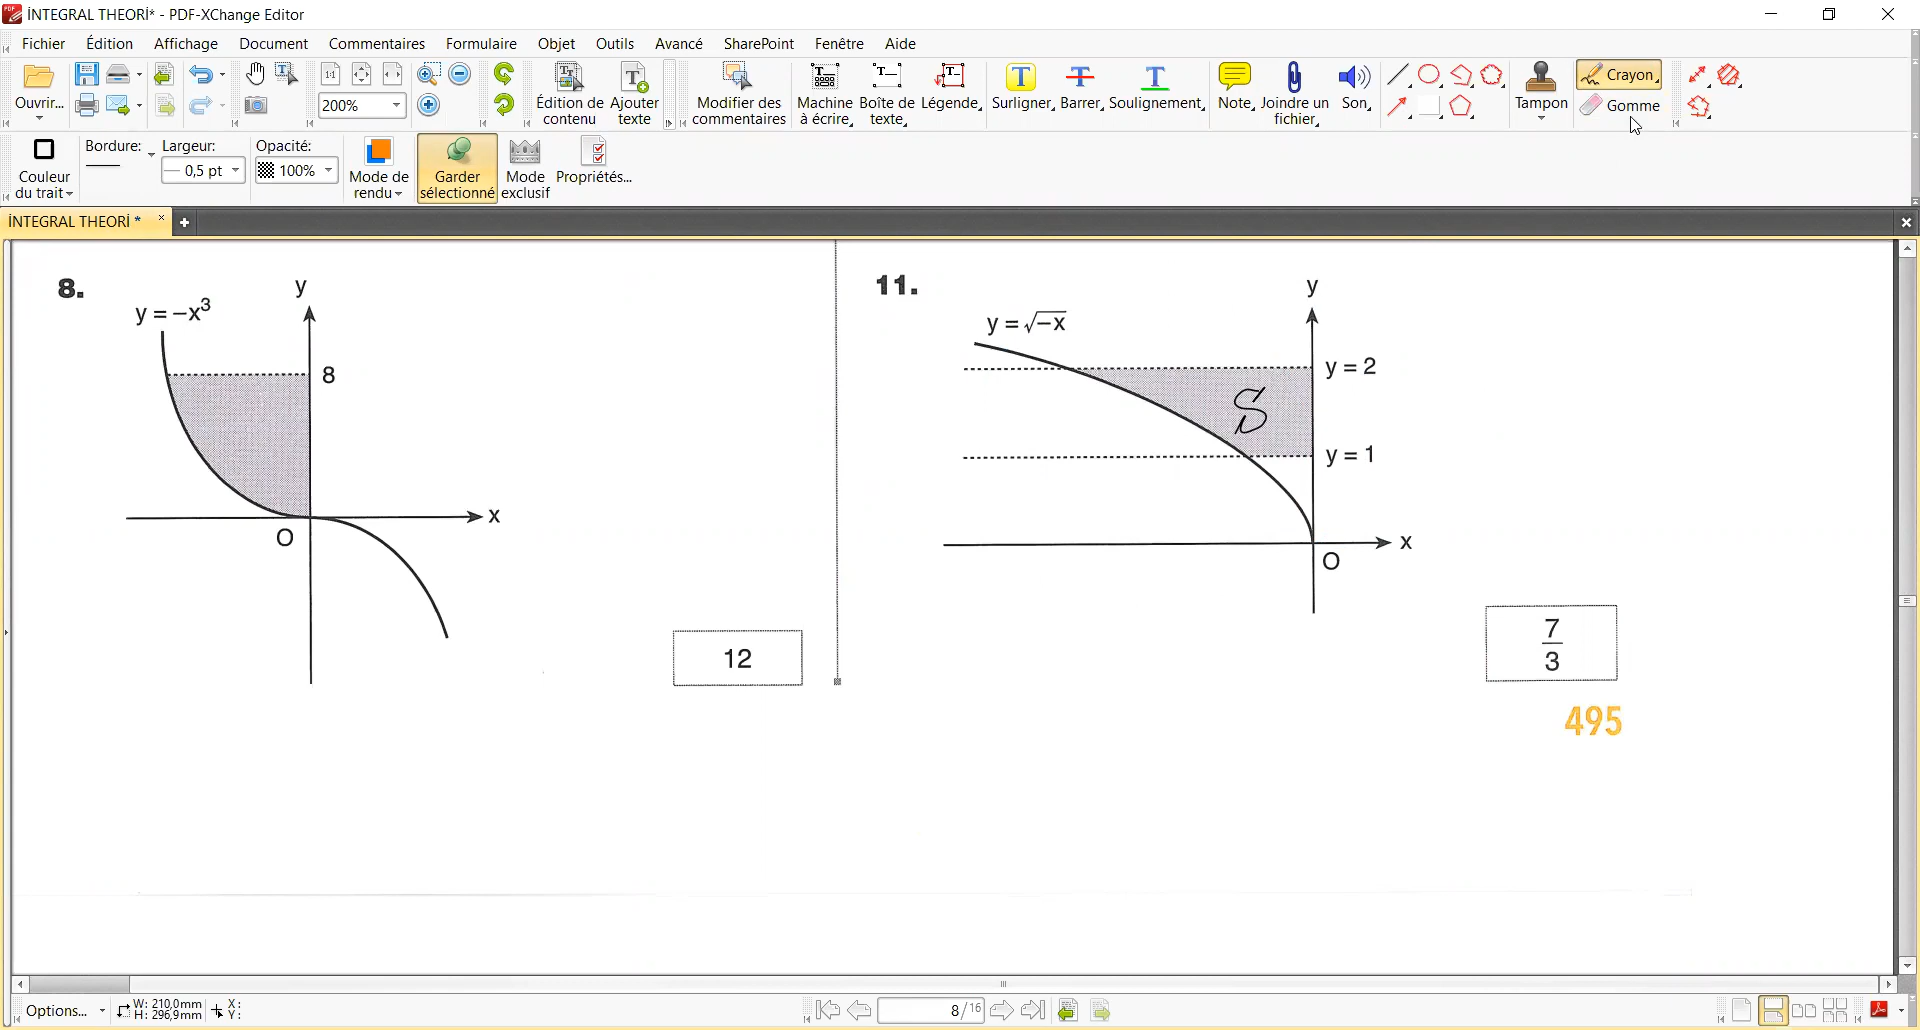 İNTEGRAL THEORİ* - PDF-XChange Editor
Fichier Édition Affichage Document Commentaires Formulaire Objet Outils Avancé SharePoint Fenêtre Aide
Ouvrir...
200%
Édition de contenu
Ajouter texte
Modifier des commentaires
Machine à écrire
Boîte de texte
Légende
Surligner
Barrer
Soulignement
Note
Joindre un fichier
Son
Tampon
Crayon
Gomme
Couleur du trait
Bordure:
Largeur:
0,5 pt
Opacité:
100%
Mode de rendu
Garder sélectionné
Mode exclusif
Propriétés...
İNTEGRAL THEORİ *
8.
y = –x³
y
8
x
O
12
11.
y = √–x
y
y = 2
S
y = 1
x
O
7
3
495
Options...
W: 210,0mm
H: 296,9mm
X:
Y:
8/16